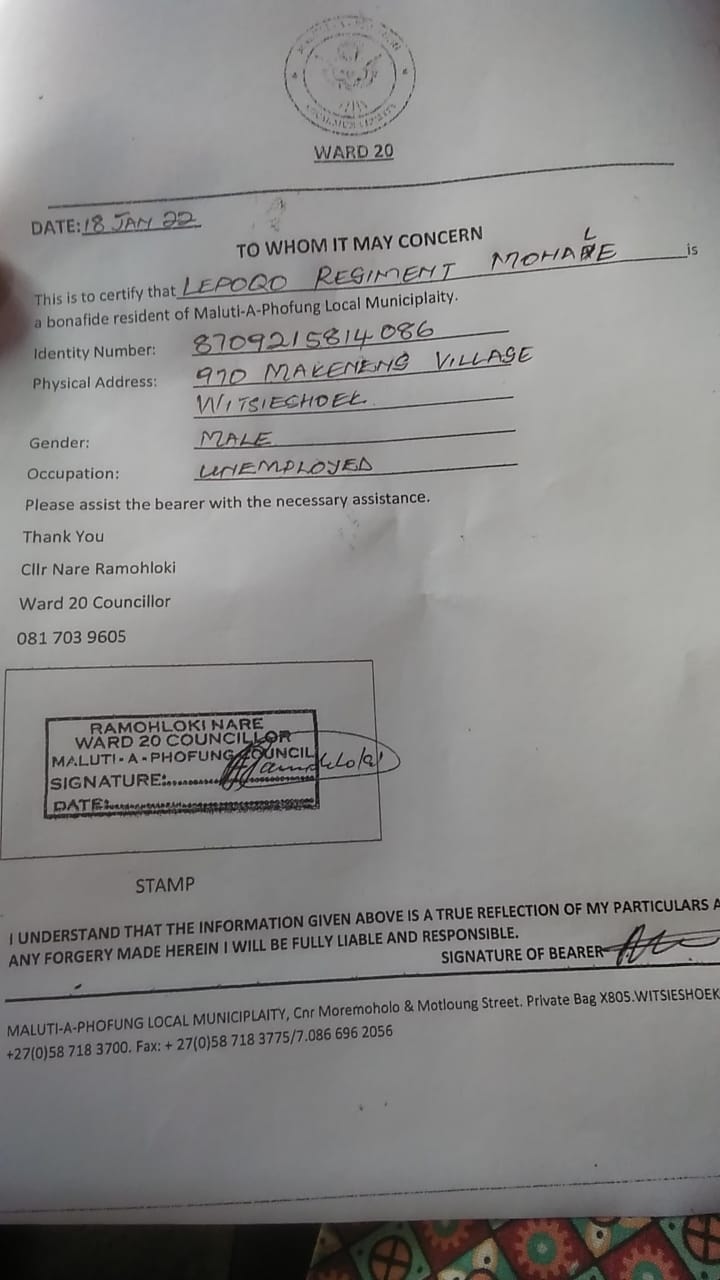 WARD 20
DATE: 18 JAN 22
TO WHOM IT MAY CONCERN
This is to certify that LEPOQO REGIMENT MOHALE is
a bonafide resident of Maluti-A-Phofung Local Municiplaity.
Identity Number: 8709215814086
Physical Address: 970 MAKENENG VILLAGE
WITSIESHOEK
Gender: MALE
Occupation: UNEMPLOYED
Please assist the bearer with the necessary assistance.
Thank You
Cllr Nare Ramohloki
Ward 20 Councillor
081 703 9605
RAMOHLOKI NARE
WARD 20 COUNCILLOR
MALUTI-A-PHOFUNG COUNCIL
SIGNATURE:
DATE:
STAMP
I UNDERSTAND THAT THE INFORMATION GIVEN ABOVE IS A TRUE REFLECTION OF MY PARTICULARS A
ANY FORGERY MADE HEREIN I WILL BE FULLY LIABLE AND RESPONSIBLE.
SIGNATURE OF BEARER
MALUTI-A-PHOFUNG LOCAL MUNICIPLAITY, Cnr Moremoholo & Motloung Street. Private Bag X805.WITSIESHOEK
+27(0)58 718 3700. Fax: + 27(0)58 718 3775/7.086 696 2056